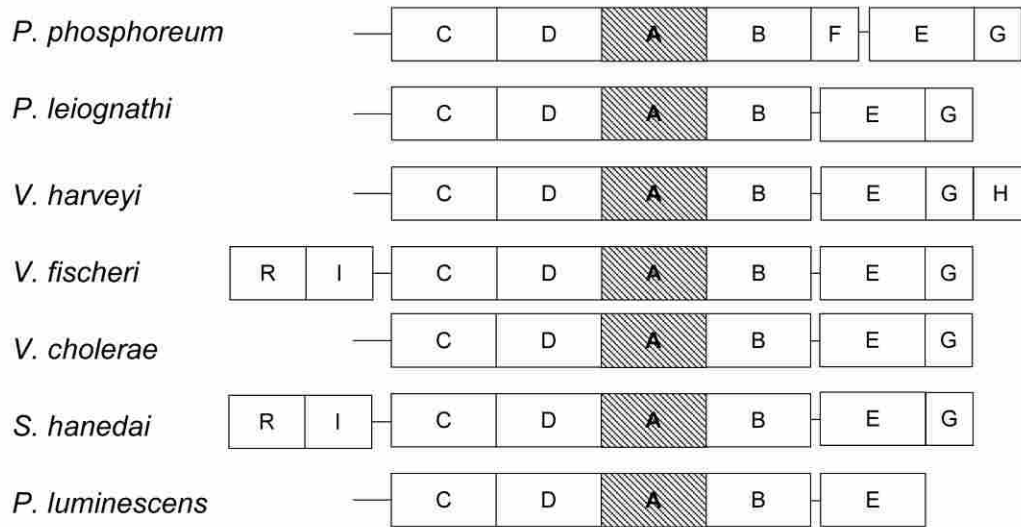 P. phosphoreum C D A B F E G
P. leiognathi C D A B E G
V. harveyi C D A B E G H
V. fischeri R I C D A B E G
V. cholerae C D A B E G
S. hanedai R I C D A B E G
P. luminescens C D A B E